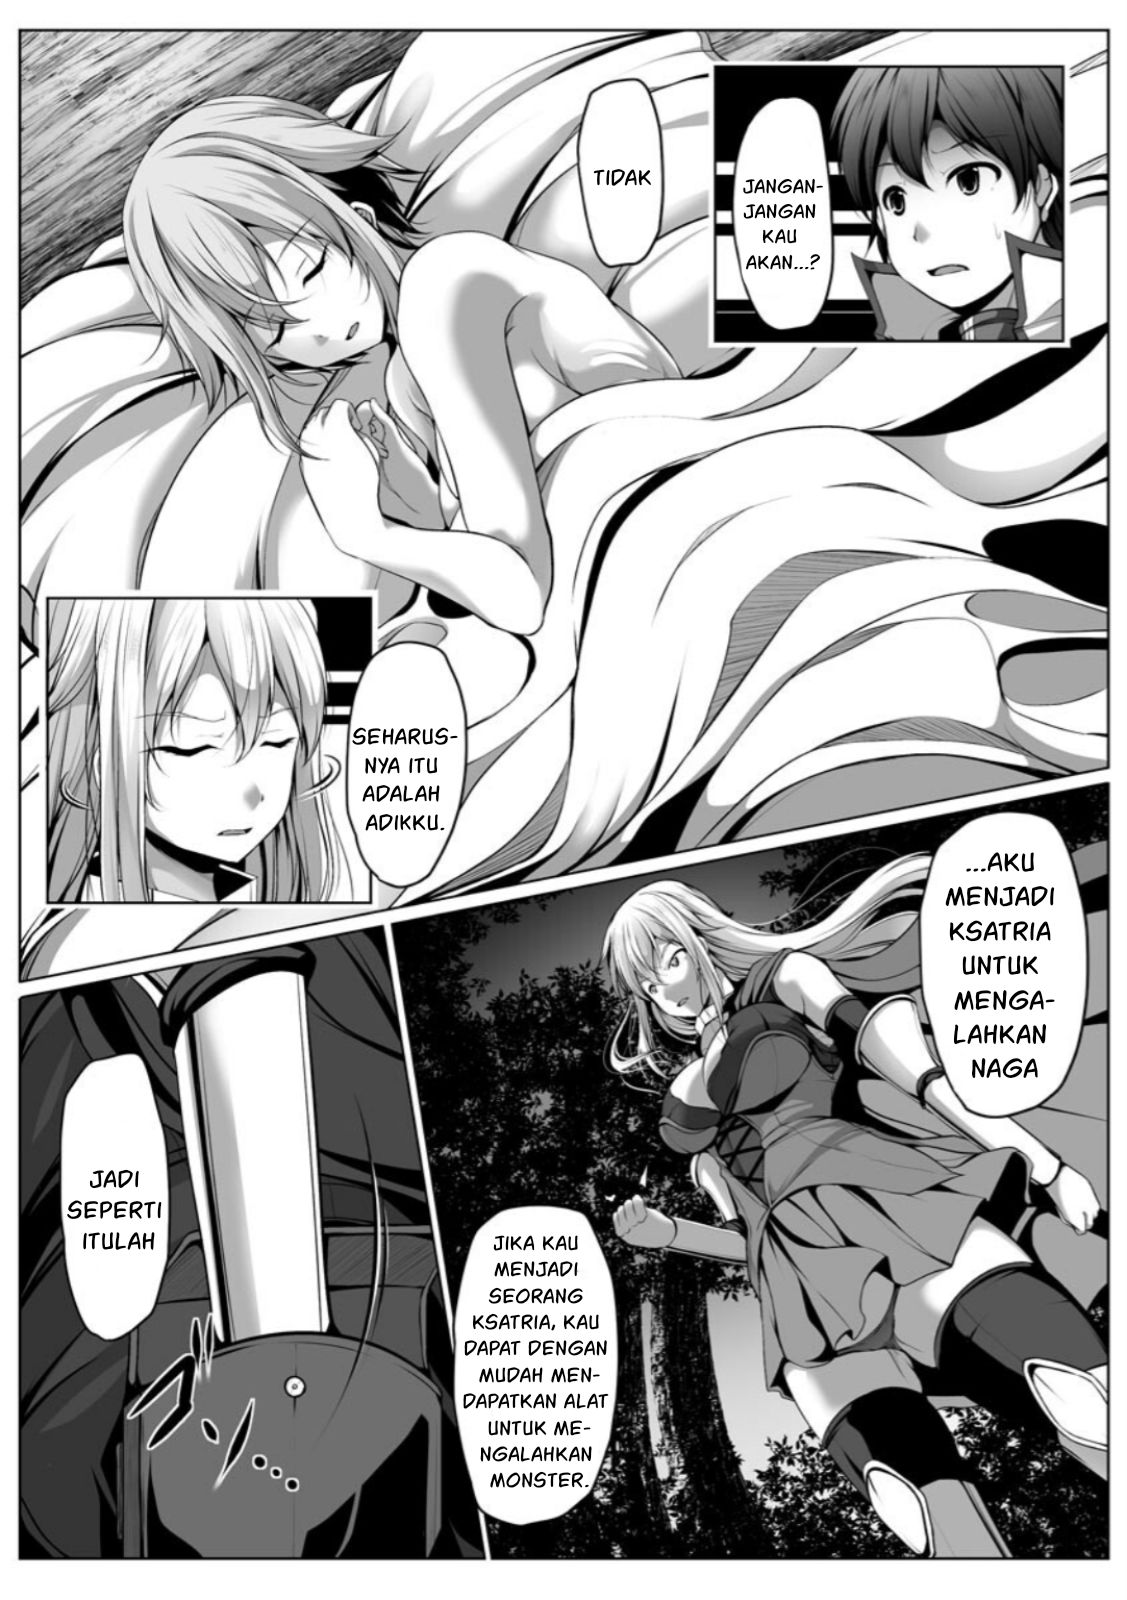 JANGAN-
JANGAN
KAU
AKAN...?
TIDAK
SEHARUS-
NYA ITU
ADALAH
ADIKKU.
...AKU
MENJADI
KSATRIA
UNTUK
MENGA-
LAHKAN
NAGA
JIKA KAU
MENJADI
SEORANG
KSATRIA, KAU
DAPAT DENGAN
MUDAH MEN-
DAPATKAN ALAT
UNTUK ME-
NGALAHKAN
MONSTER.
JADI
SEPERTI
ITULAH